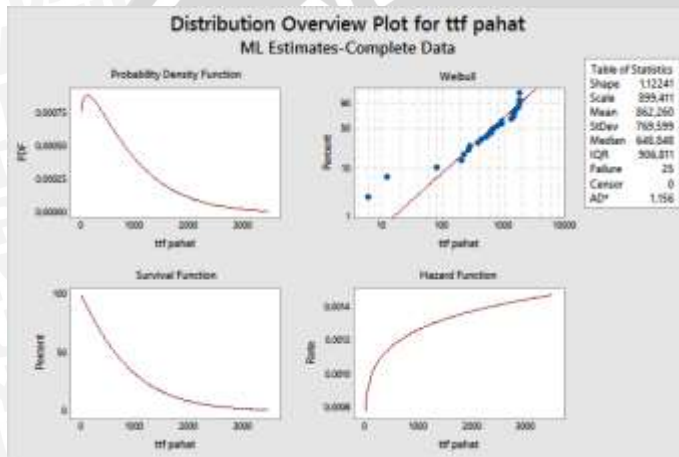 Distribution Overview Plot for ttf pahat
ML Estimates-Complete Data
Probability Density Function
PDF
0.00075
0.00050
0.00025
0.00000
0
1000
2000
3000
ttf pahat
Weibull
Percent
90
50
10
1
10
100
1000
10000
ttf pahat
Table of Statistics
Shape 1.12241
Scale 899,411
Mean 862,260
StDev 769,599
Median 648,848
IQR 906,811
Failure 25
Censor 0
AD* 1.156
Survival Function
Percent
100
50
0
0
1000
2000
3000
ttf pahat
Hazard Function
Rate
0.0014
0.0012
0.0010
0.0008
0
1000
2000
3000
ttf pahat